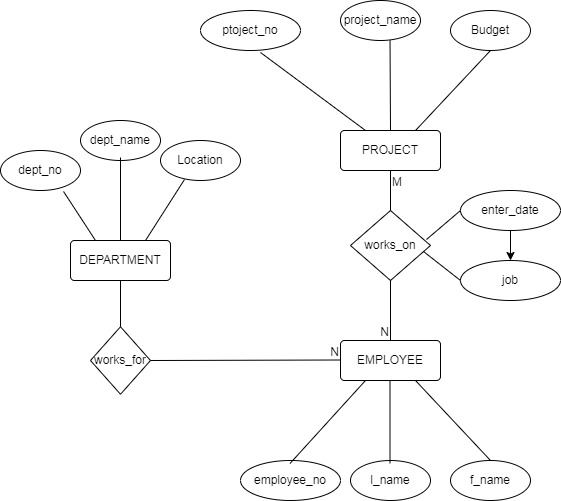 project_name
ptoject_no
Budget
dept_name
PROJECT
Location
dept_no
M
enter_date
works_on
DEPARTMENT
job
N
N
works_for
EMPLOYEE
employee_no
l_name
f_name